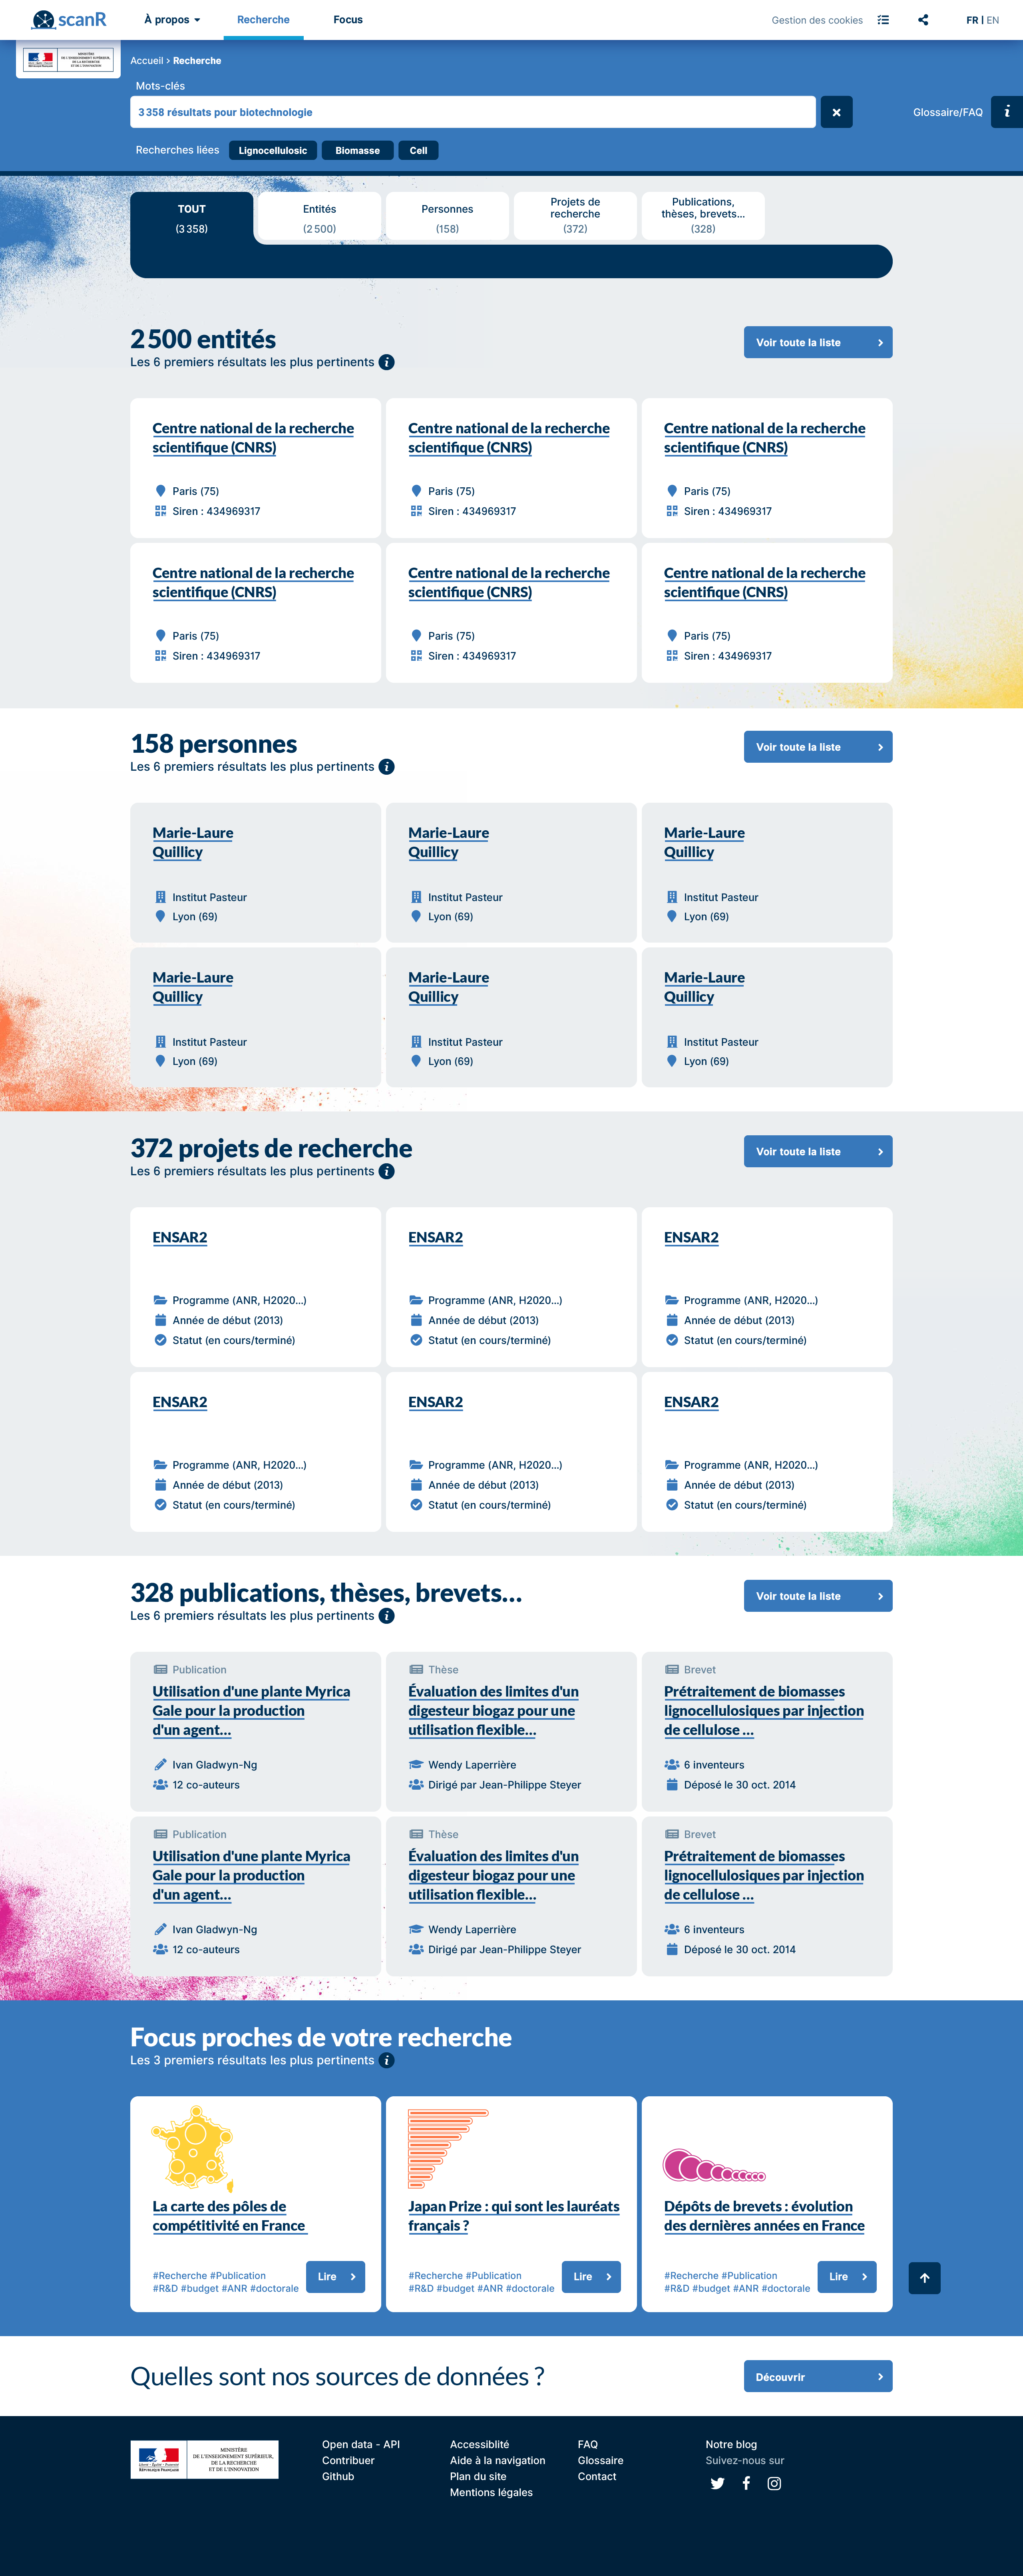 scanR
À propos
Recherche
Focus
Gestion des cookies
FR | EN
MINISTÈRE
DE L'ENSEIGNEMENT SUPÉRIEUR,
DE LA RECHERCHE
ET DE L'INNOVATION
Accueil > Recherche
Mots-clés
3 358 résultats pour biotechnologie
Glossaire/FAQ
Recherches liées
Lignocellulosic
Biomasse
Cell
TOUT
(3 358)
Entités
(2 500)
Personnes
(158)
Projets de
recherche
(372)
Publications,
thèses, brevets...
(328)
2 500 entités
Les 6 premiers résultats les plus pertinents
Voir toute la liste
Centre national de la recherche
scientifique (CNRS)
Paris (75)
Siren : 434969317
Centre national de la recherche
scientifique (CNRS)
Paris (75)
Siren : 434969317
Centre national de la recherche
scientifique (CNRS)
Paris (75)
Siren : 434969317
Centre national de la recherche
scientifique (CNRS)
Paris (75)
Siren : 434969317
Centre national de la recherche
scientifique (CNRS)
Paris (75)
Siren : 434969317
Centre national de la recherche
scientifique (CNRS)
Paris (75)
Siren : 434969317
158 personnes
Les 6 premiers résultats les plus pertinents
Voir toute la liste
Marie-Laure
Quillicy
Institut Pasteur
Lyon (69)
Marie-Laure
Quillicy
Institut Pasteur
Lyon (69)
Marie-Laure
Quillicy
Institut Pasteur
Lyon (69)
Marie-Laure
Quillicy
Institut Pasteur
Lyon (69)
Marie-Laure
Quillicy
Institut Pasteur
Lyon (69)
Marie-Laure
Quillicy
Institut Pasteur
Lyon (69)
372 projets de recherche
Les 6 premiers résultats les plus pertinents
Voir toute la liste
ENSAR2
Programme (ANR, H2020...)
Année de début (2013)
Statut (en cours/terminé)
ENSAR2
Programme (ANR, H2020...)
Année de début (2013)
Statut (en cours/terminé)
ENSAR2
Programme (ANR, H2020...)
Année de début (2013)
Statut (en cours/terminé)
ENSAR2
Programme (ANR, H2020...)
Année de début (2013)
Statut (en cours/terminé)
ENSAR2
Programme (ANR, H2020...)
Année de début (2013)
Statut (en cours/terminé)
ENSAR2
Programme (ANR, H2020...)
Année de début (2013)
Statut (en cours/terminé)
328 publications, thèses, brevets...
Les 6 premiers résultats les plus pertinents
Voir toute la liste
Publication
Utilisation d'une plante Myrica
Gale pour la production
d'un agent...
Ivan Gladwyn-Ng
12 co-auteurs
Thèse
Évaluation des limites d'un
digesteur biogaz pour une
utilisation flexible...
Wendy Laperrière
Dirigé par Jean-Philippe Steyer
Brevet
Prétraitement de biomasses
lignocellulosiques par injection
de cellulose ...
6 inventeurs
Déposé le 30 oct. 2014
Publication
Utilisation d'une plante Myrica
Gale pour la production
d'un agent...
Ivan Gladwyn-Ng
12 co-auteurs
Thèse
Évaluation des limites d'un
digesteur biogaz pour une
utilisation flexible...
Wendy Laperrière
Dirigé par Jean-Philippe Steyer
Brevet
Prétraitement de biomasses
lignocellulosiques par injection
de cellulose ...
6 inventeurs
Déposé le 30 oct. 2014
Focus proches de votre recherche
Les 3 premiers résultats les plus pertinents
La carte des pôles de
compétitivité en France
#Recherche #Publication
#R&D #budget #ANR #doctorale
Lire
Japan Prize : qui sont les lauréats
français ?
#Recherche #Publication
#R&D #budget #ANR #doctorale
Lire
Dépôts de brevets : évolution
des dernières années en France
#Recherche #Publication
#R&D #budget #ANR #doctorale
Lire
Quelles sont nos sources de données ?
Découvrir
Liberté • Égalité • Fraternité
RÉPUBLIQUE FRANÇAISE
MINISTÈRE
DE L'ENSEIGNEMENT SUPÉRIEUR,
DE LA RECHERCHE
ET DE L'INNOVATION
Open data - API
Contribuer
Github
Accessiblité
Aide à la navigation
Plan du site
Mentions légales
FAQ
Glossaire
Contact
Notre blog
Suivez-nous sur